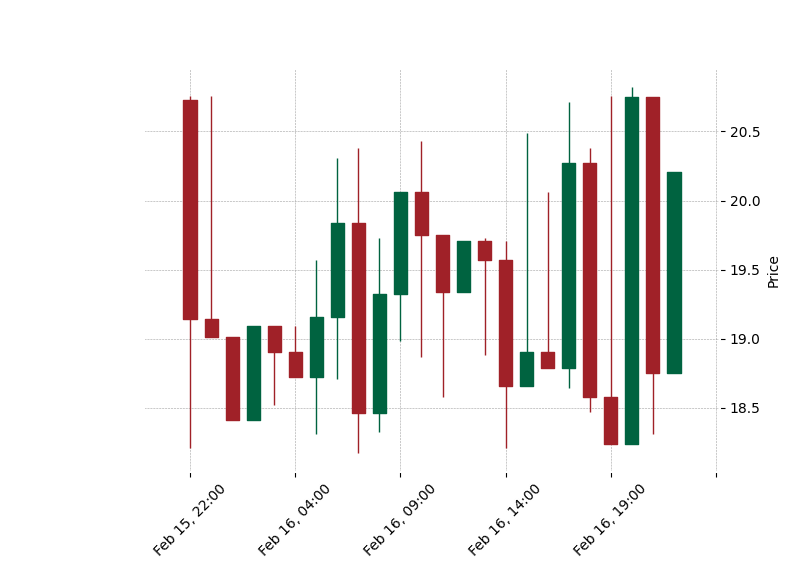 20.5
20.0
19.5
19.0
18.5
Price
Feb 15, 22:00
Feb 16, 04:00
Feb 16, 09:00
Feb 16, 14:00
Feb 16, 19:00